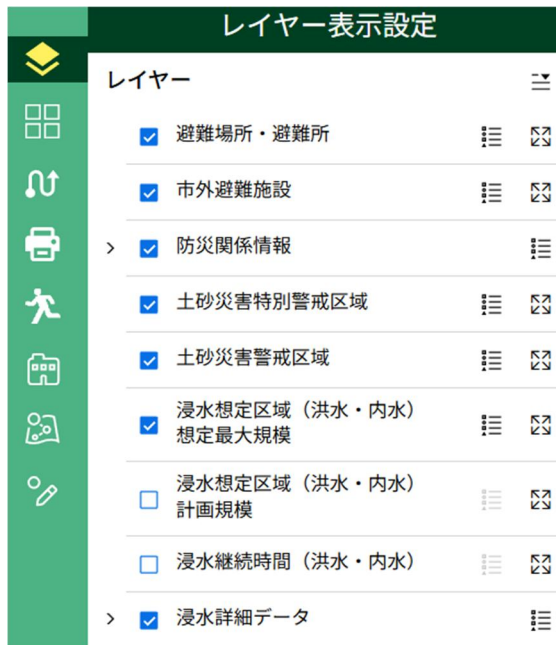 レイヤー表示設定
レイヤー
避難場所・避難所
市外避難施設
防災関係情報
土砂災害特別警戒区域
土砂災害警戒区域
浸水想定区域（洪水・内水）
想定最大規模
浸水想定区域（洪水・内水）
計画規模
浸水継続時間（洪水・内水）
浸水詳細データ